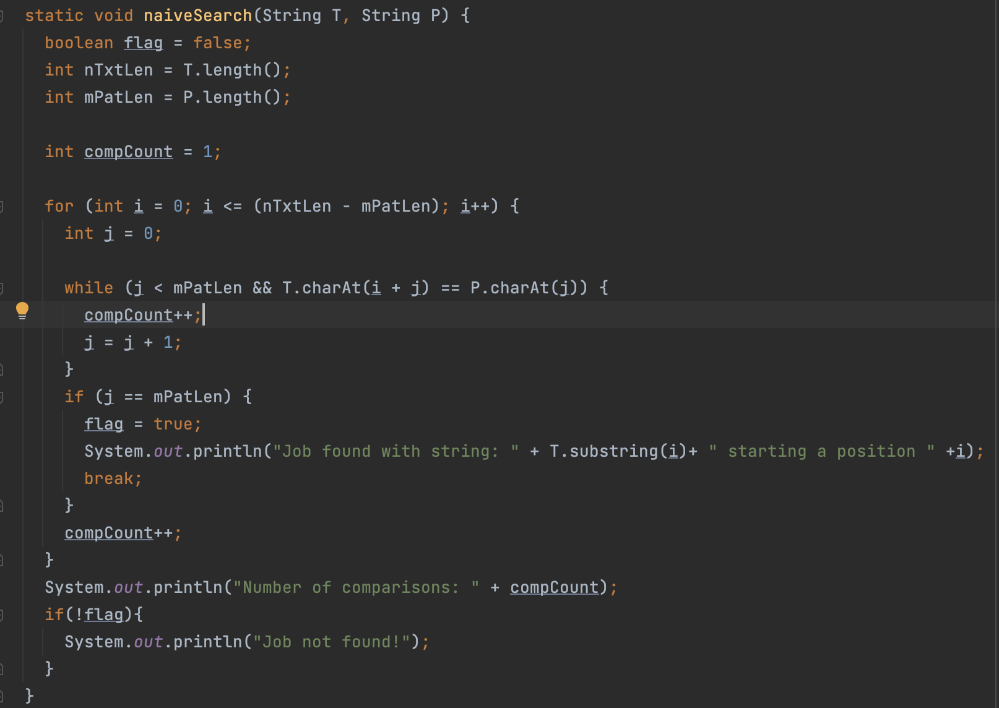 static void naiveSearch(String T, String P) {
boolean flag = false;
int nTxtLen = T.length();
int mPatLen = P.length();
int compCount = 1;
for (int i = 0; i <= (nTxtLen - mPatLen); i++) {
int j = 0;
while (j < mPatLen && T.charAt(i + j) == P.charAt(j)) {
compCount++;
j = j + 1;
}
if (j == mPatLen) {
flag = true;
System.out.println("Job found with string: " + T.substring(i)+ " starting a position " +i);
break;
}
compCount++;
}
System.out.println("Number of comparisons: " + compCount);
if(!flag){
System.out.println("Job not found!");
}
}